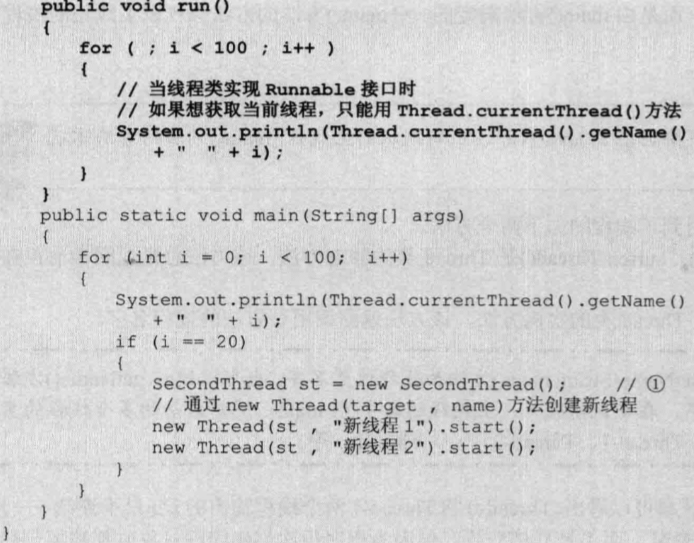 public void run()
{
for ( ; i < 100 ; i++ )
{
// 当线程类实现 Runnable 接口时
// 如果想获取当前线程，只能用 Thread.currentThread()方法
System.out.println(Thread.currentThread().getName()
+ " " + i);
}
}
public static void main(String[] args)
{
for (int i = 0; i < 100; i++)
{
System.out.println(Thread.currentThread().getName()
+ " " + i);
if (i == 20)
{
SecondThread st = new SecondThread(); // ①
// 通过 new Thread(target , name)方法创建新线程
new Thread(st , "新线程 1").start();
new Thread(st , "新线程 2").start();
}
}
}
}